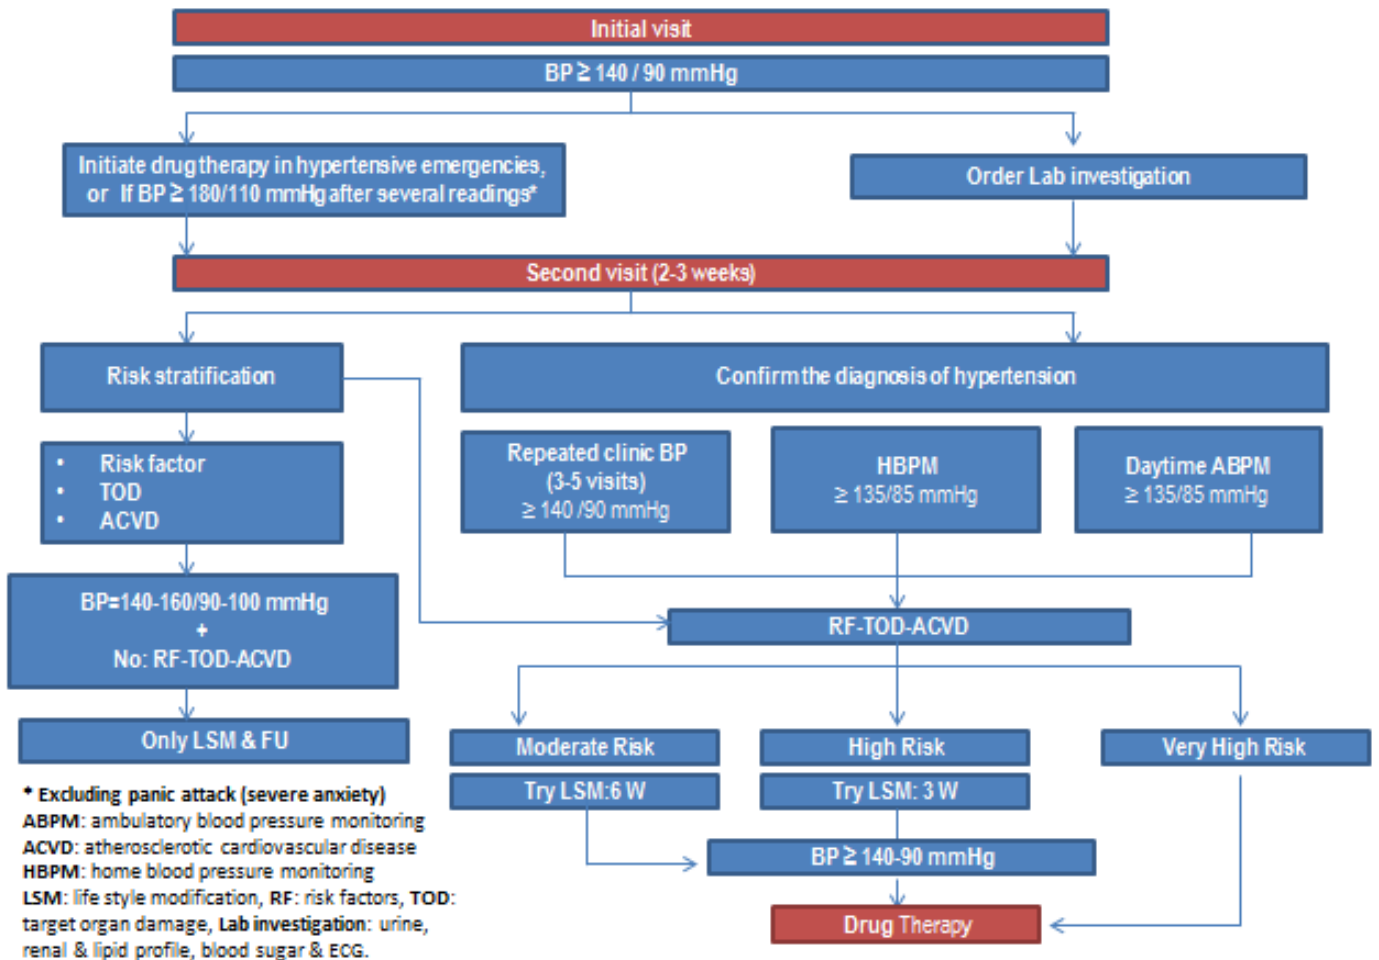 Initial visit
BP ≥ 140 / 90 mmHg
Initiate drug therapy in hypertensive emergencies,
or If BP ≥ 180/110 mmHg after several readings*
Order Lab investigation
Second visit (2-3 weeks)
Risk stratification
Confirm the diagnosis of hypertension
• Risk factor
• TOD
• ACVD
Repeated clinic BP
(3-5 visits)
≥ 140 /90 mmHg
HBPM
≥ 135/85 mmHg
Daytime ABPM
≥ 135/85 mmHg
BP=140-160/90-100 mmHg
+
No: RF-TOD-ACVD
RF-TOD-ACVD
Only LSM & FU
Moderate Risk
High Risk
Very High Risk
Try LSM:6 W
Try LSM: 3 W
BP ≥ 140-90 mmHg
Drug Therapy
* Excluding panic attack (severe anxiety)
ABPM: ambulatory blood pressure monitoring
ACVD: atherosclerotic cardiovascular disease
HBPM: home blood pressure monitoring
LSM: life style modification, RF: risk factors, TOD:
target organ damage, Lab investigation: urine,
renal & lipid profile, blood sugar & ECG.